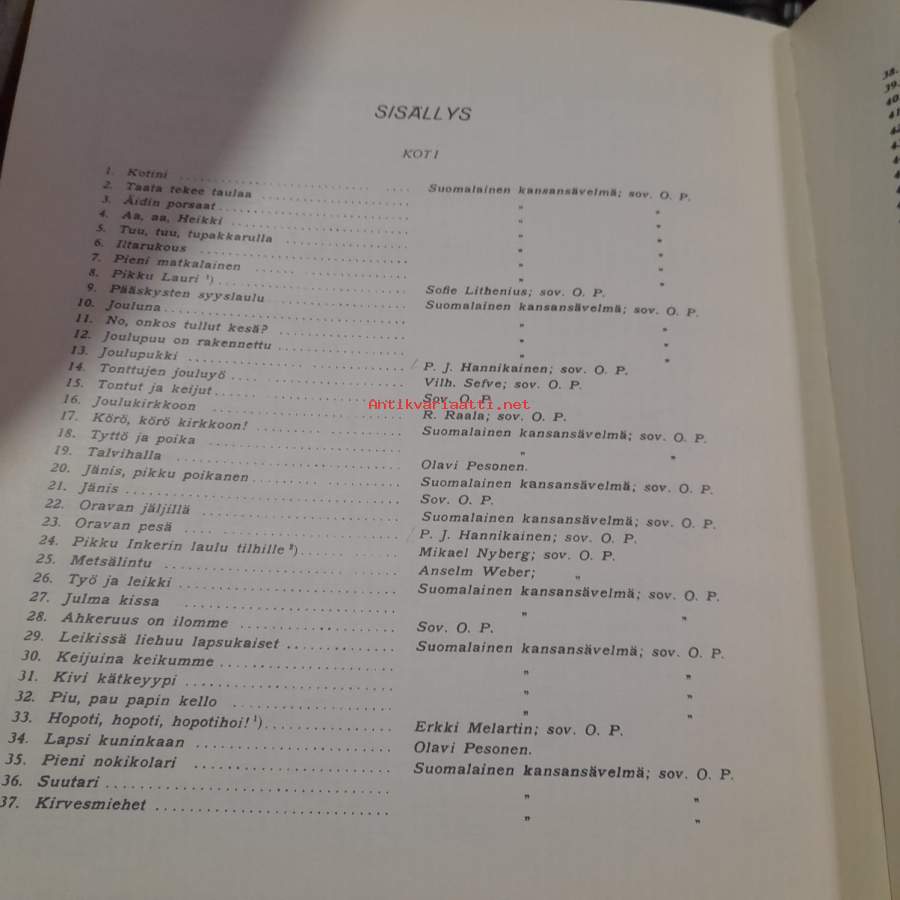 SISÄLLYS
KOTI
1. Kotini ........ Suomalainen kansansävelmä; sov. O. P.
2. Taata tekee taulaa ........ " "
3. Äidin porsaat ........ " "
4. Aa, aa, Heikki ........ " "
5. Tuu, tuu, tupakkarulla ........ " "
6. Iltarukous ........ " "
7. Pieni matkalainen ........ " "
8. Pikku Lauri ¹) ........ Sofie Lithenius; sov. O. P.
9. Pääskysten syyslaulu ........ Suomalainen kansansävelmä; sov. O. P.
10. Jouluna ........ " "
11. No, onkos tullut kesä? ........ " "
12. Joulupuu on rakennettu ........ " "
13. Joulupukki ........ P. J. Hannikainen; sov. O. P.
14. Tonttujen jouluyö ........ Vilh. Sefve; sov. O. P.
15. Tontut ja keijut ........ Sov. O. P.
Antikvariaatti.net
16. Joulukirkkoon ........ R. Raala; sov. O. P.
17. Körö, körö kirkkoon! ........ Suomalainen kansansävelmä; sov. O. P.
18. Tyttö ja poika ........ " "
19. Talvihalla ........ Olavi Pesonen.
20. Jänis, pikku poikanen ........ Suomalainen kansansävelmä; sov. O. P.
21. Jänis ........ Sov. O. P.
22. Oravan jäljillä ........ Suomalainen kansansävelmä; sov. O. P.
23. Oravan pesä ........ P. J. Hannikainen; sov. O. P.
24. Pikku Inkerin laulu tilhille ²) ........ Mikael Nyberg; sov. O. P.
25. Metsälintu ........ Anselm Weber; "
26. Työ ja leikki ........ Suomalainen kansansävelmä; sov. O. P.
27. Julma kissa ........ " "
28. Ahkeruus on ilomme ........ Sov. O. P.
29. Leikissä liehuu lapsukaiset ........ Suomalainen kansansävelmä; sov. O. P.
30. Keijuina keikumme ........ " "
31. Kivi kätkeyypi ........ " "
32. Piu, pau papin kello ........ " "
33. Hopoti, hopoti, hopotihoi! ¹) ........ Erkki Melartin; sov. O. P.
34. Lapsi kuninkaan ........ Olavi Pesonen.
35. Pieni nokikolari ........ Suomalainen kansansävelmä; sov. O. P.
36. Suutari ........ " "
37. Kirvesmiehet ........ " "
38.
39.
40